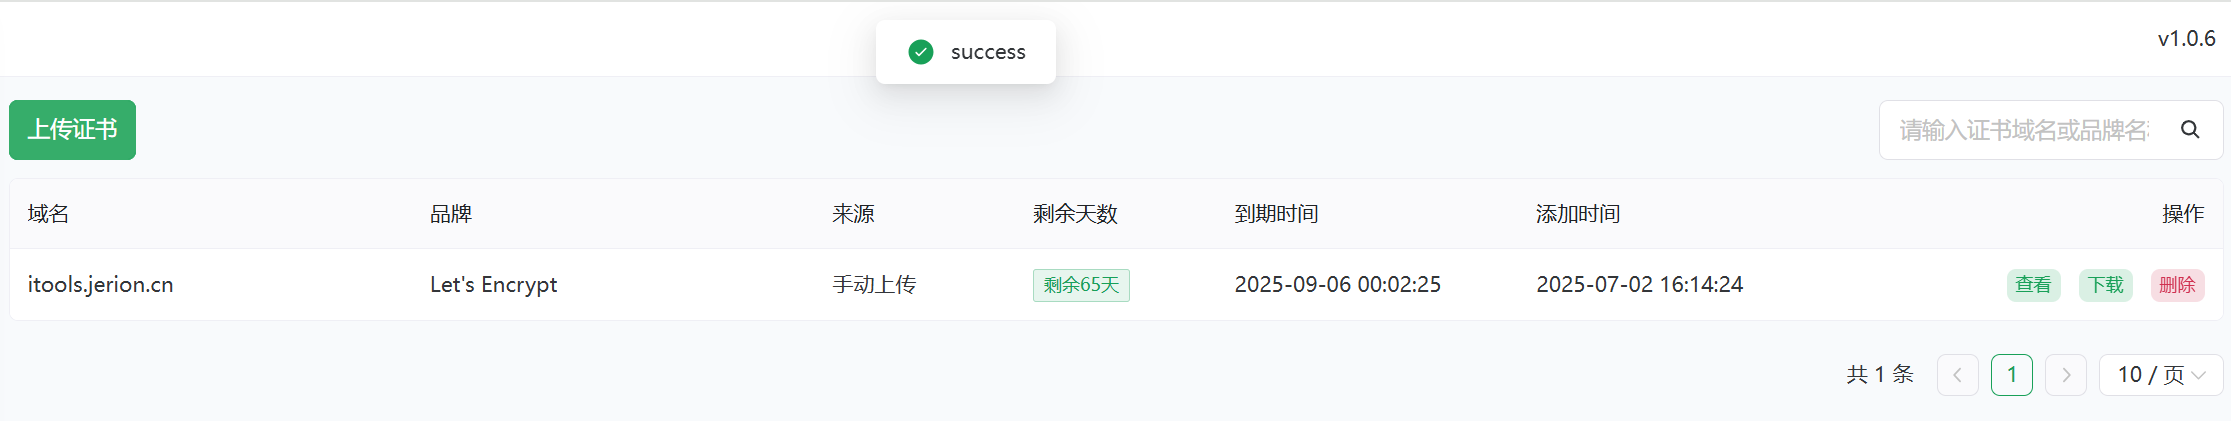 success
v1.0.6
上传证书
请输入证书域名或品牌名
域名 品牌 来源 剩余天数 到期时间 添加时间 操作
itools.jerion.cn Let's Encrypt 手动上传 剩余65天 2025-09-06 00:02:25 2025-07-02 16:14:24 查看 下载 删除
共 1 条 1 10 / 页